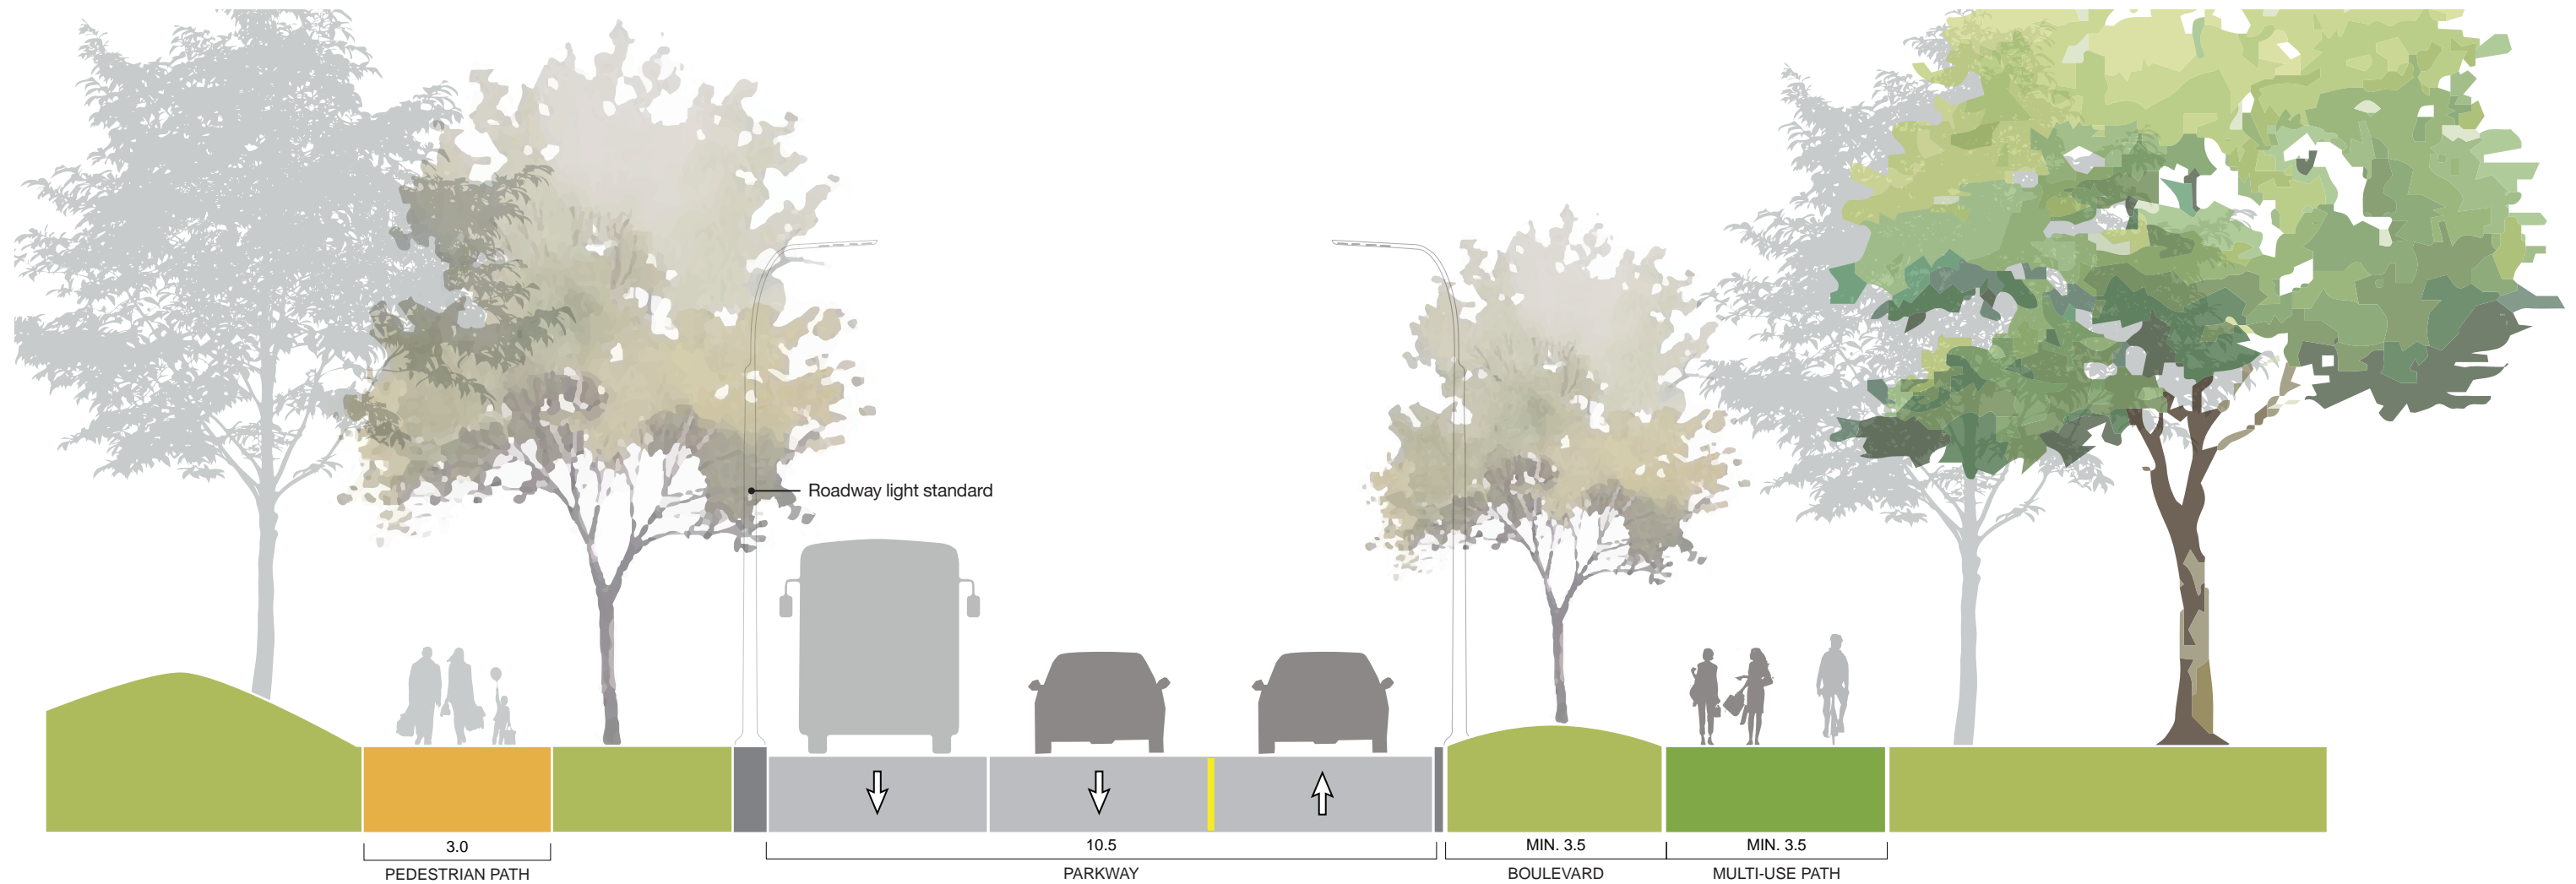 Roadway light standard
3.0
10.5
MIN. 3.5
MIN. 3.5
PEDESTRIAN PATH
PARKWAY
BOULEVARD
MULTI-USE PATH